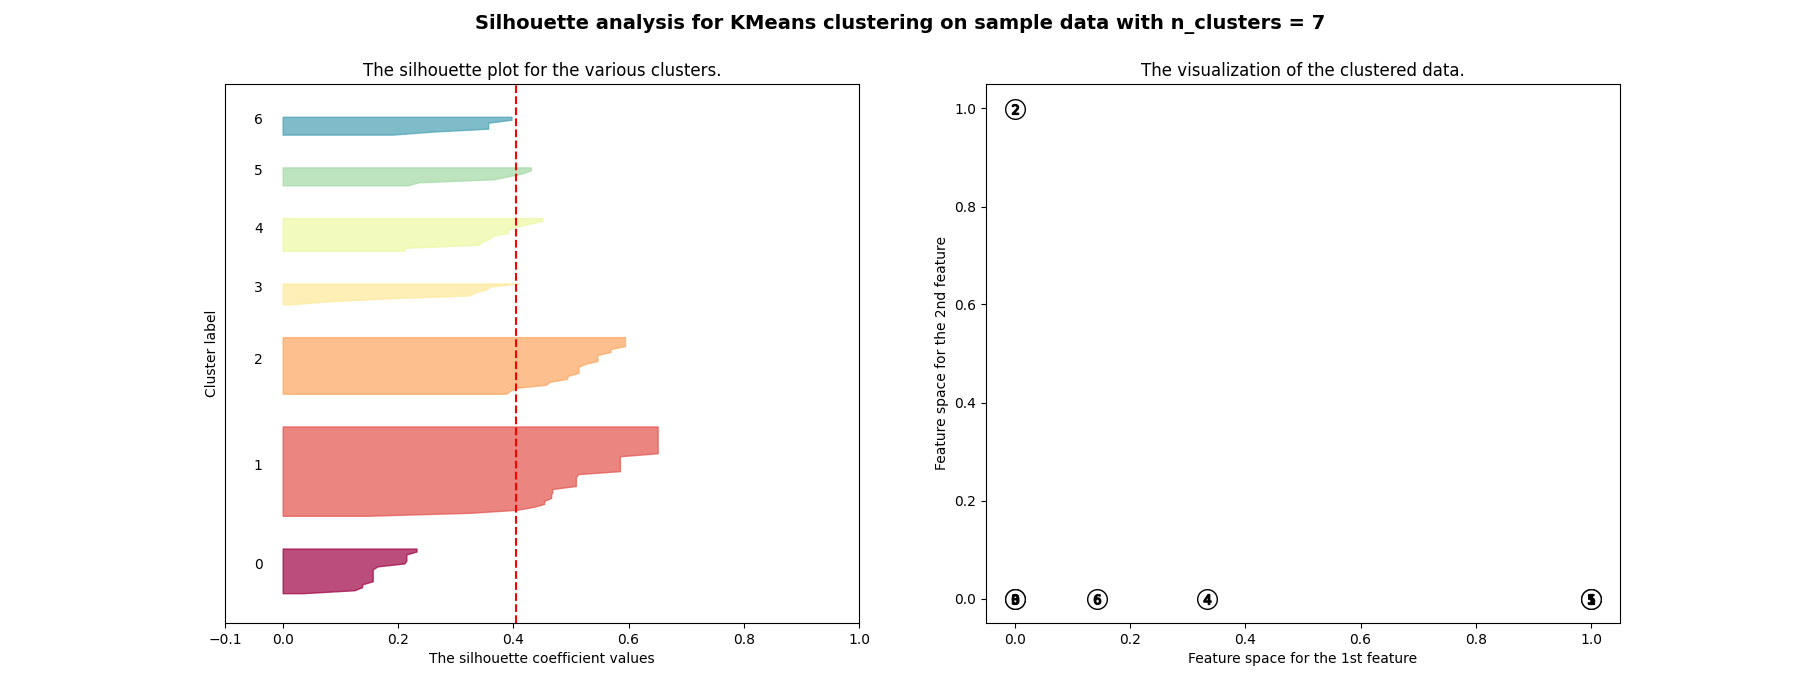 Silhouette analysis for KMeans clustering on sample data with n_clusters = 7
The silhouette plot for the various clusters.
6
5
4
3
2
1
0
Cluster label
−0.1 0.0 0.2 0.4 0.6 0.8 1.0
The silhouette coefficient values
The visualization of the clustered data.
1.0
0.8
0.6
0.4
0.2
0.0
Feature space for the 2nd feature
2
6 4
0.0 0.2 0.4 0.6 0.8 1.0
Feature space for the 1st feature